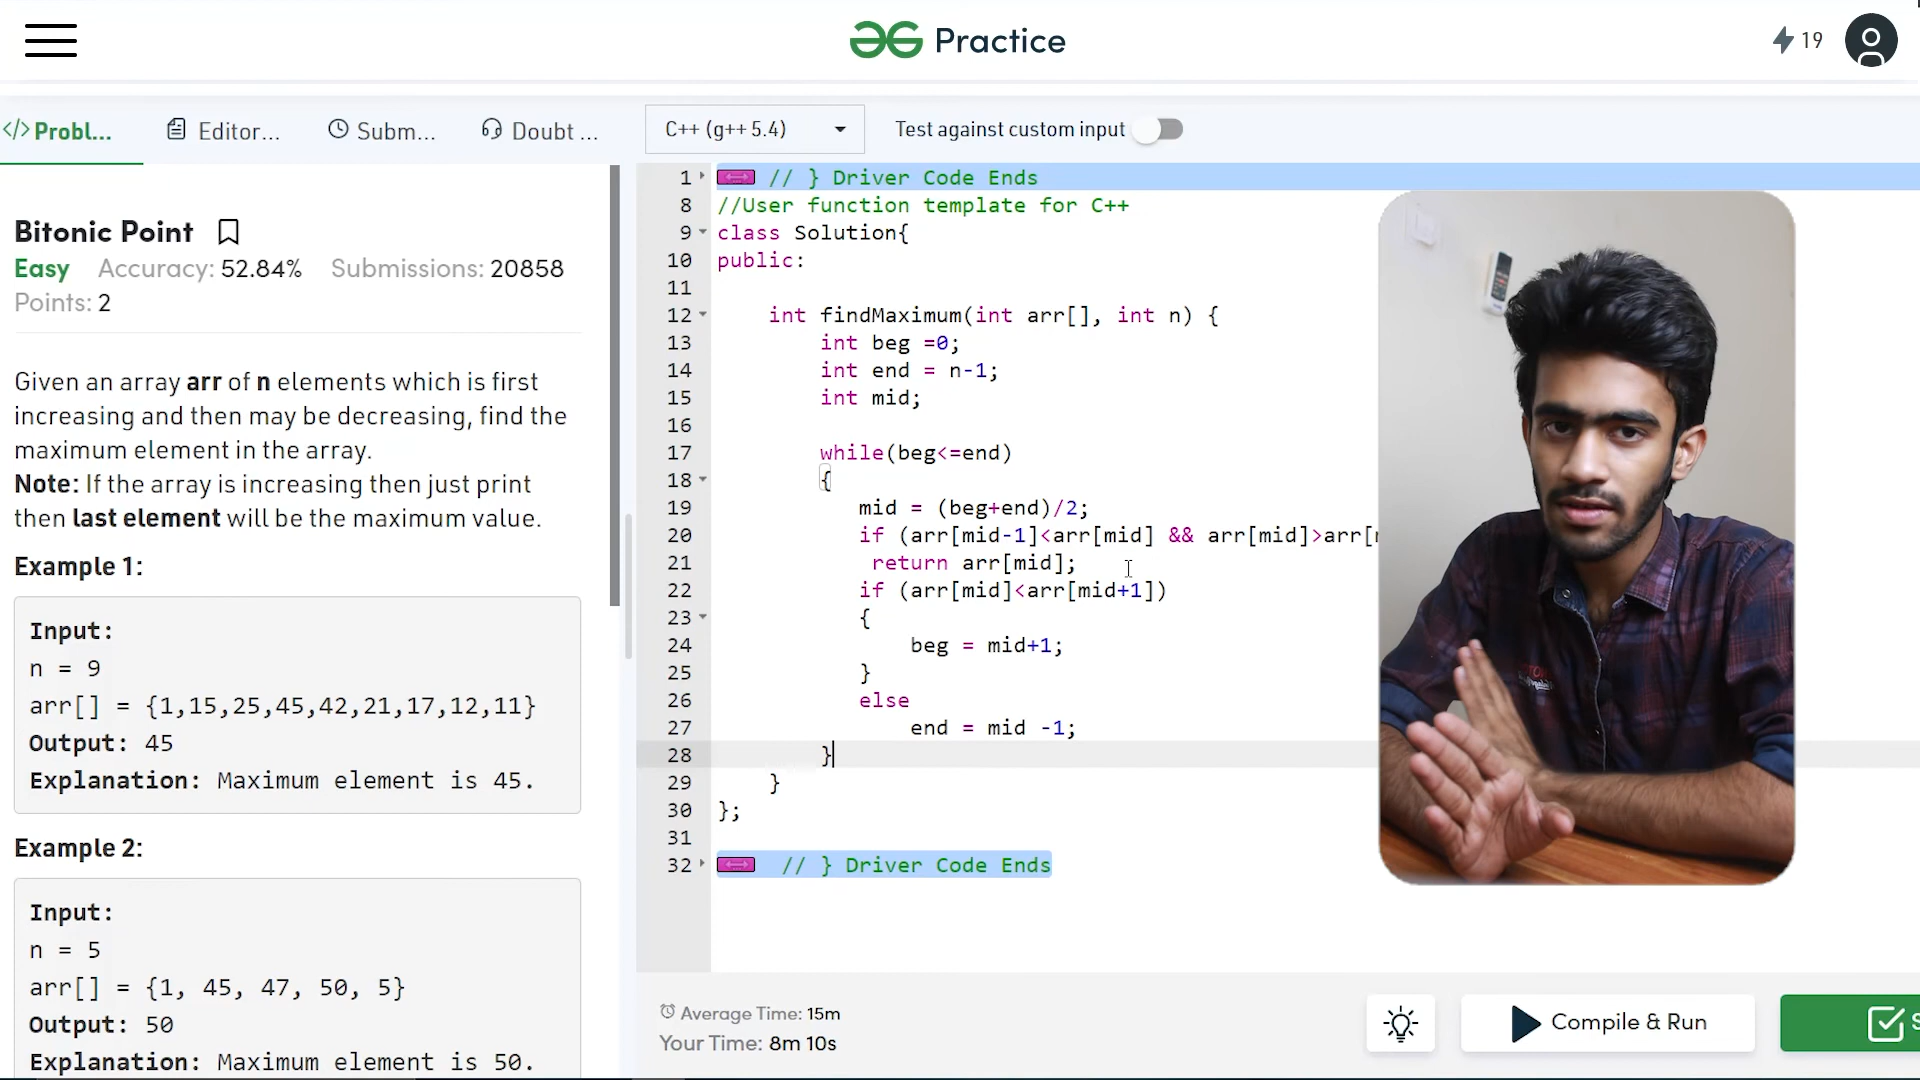 Practice
19
</> Probl...
Editor...
Subm...
Doubt ...
C++ (g++ 5.4)
Test against custom input
Bitonic Point
Easy Accuracy: 52.84% Submissions: 20858
Points: 2
Given an array arr of n elements which is first
increasing and then may be decreasing, find the
maximum element in the array.
Note: If the array is increasing then just print
then last element will be the maximum value.
Example 1:
Input:
n = 9
arr[] = {1,15,25,45,42,21,17,12,11}
Output: 45
Explanation: Maximum element is 45.
Example 2:
Input:
n = 5
arr[] = {1, 45, 47, 50, 5}
Output: 50
Explanation: Maximum element is 50.
1 // } Driver Code Ends
8 //User function template for C++
9 class Solution{
10 public:
11
12 int findMaximum(int arr[], int n) {
13 int beg =0;
14 int end = n-1;
15 int mid;
16
17 while(beg<=end)
18 {
19 mid = (beg+end)/2;
20 if (arr[mid-1]<arr[mid] && arr[mid]>arr[
21 return arr[mid];
22 if (arr[mid]<arr[mid+1])
23 {
24 beg = mid+1;
25 }
26 else
27 end = mid -1;
28 }
29 }
30 };
31
32 // } Driver Code Ends
Average Time: 15m
Your Time: 8m 10s
Compile & Run